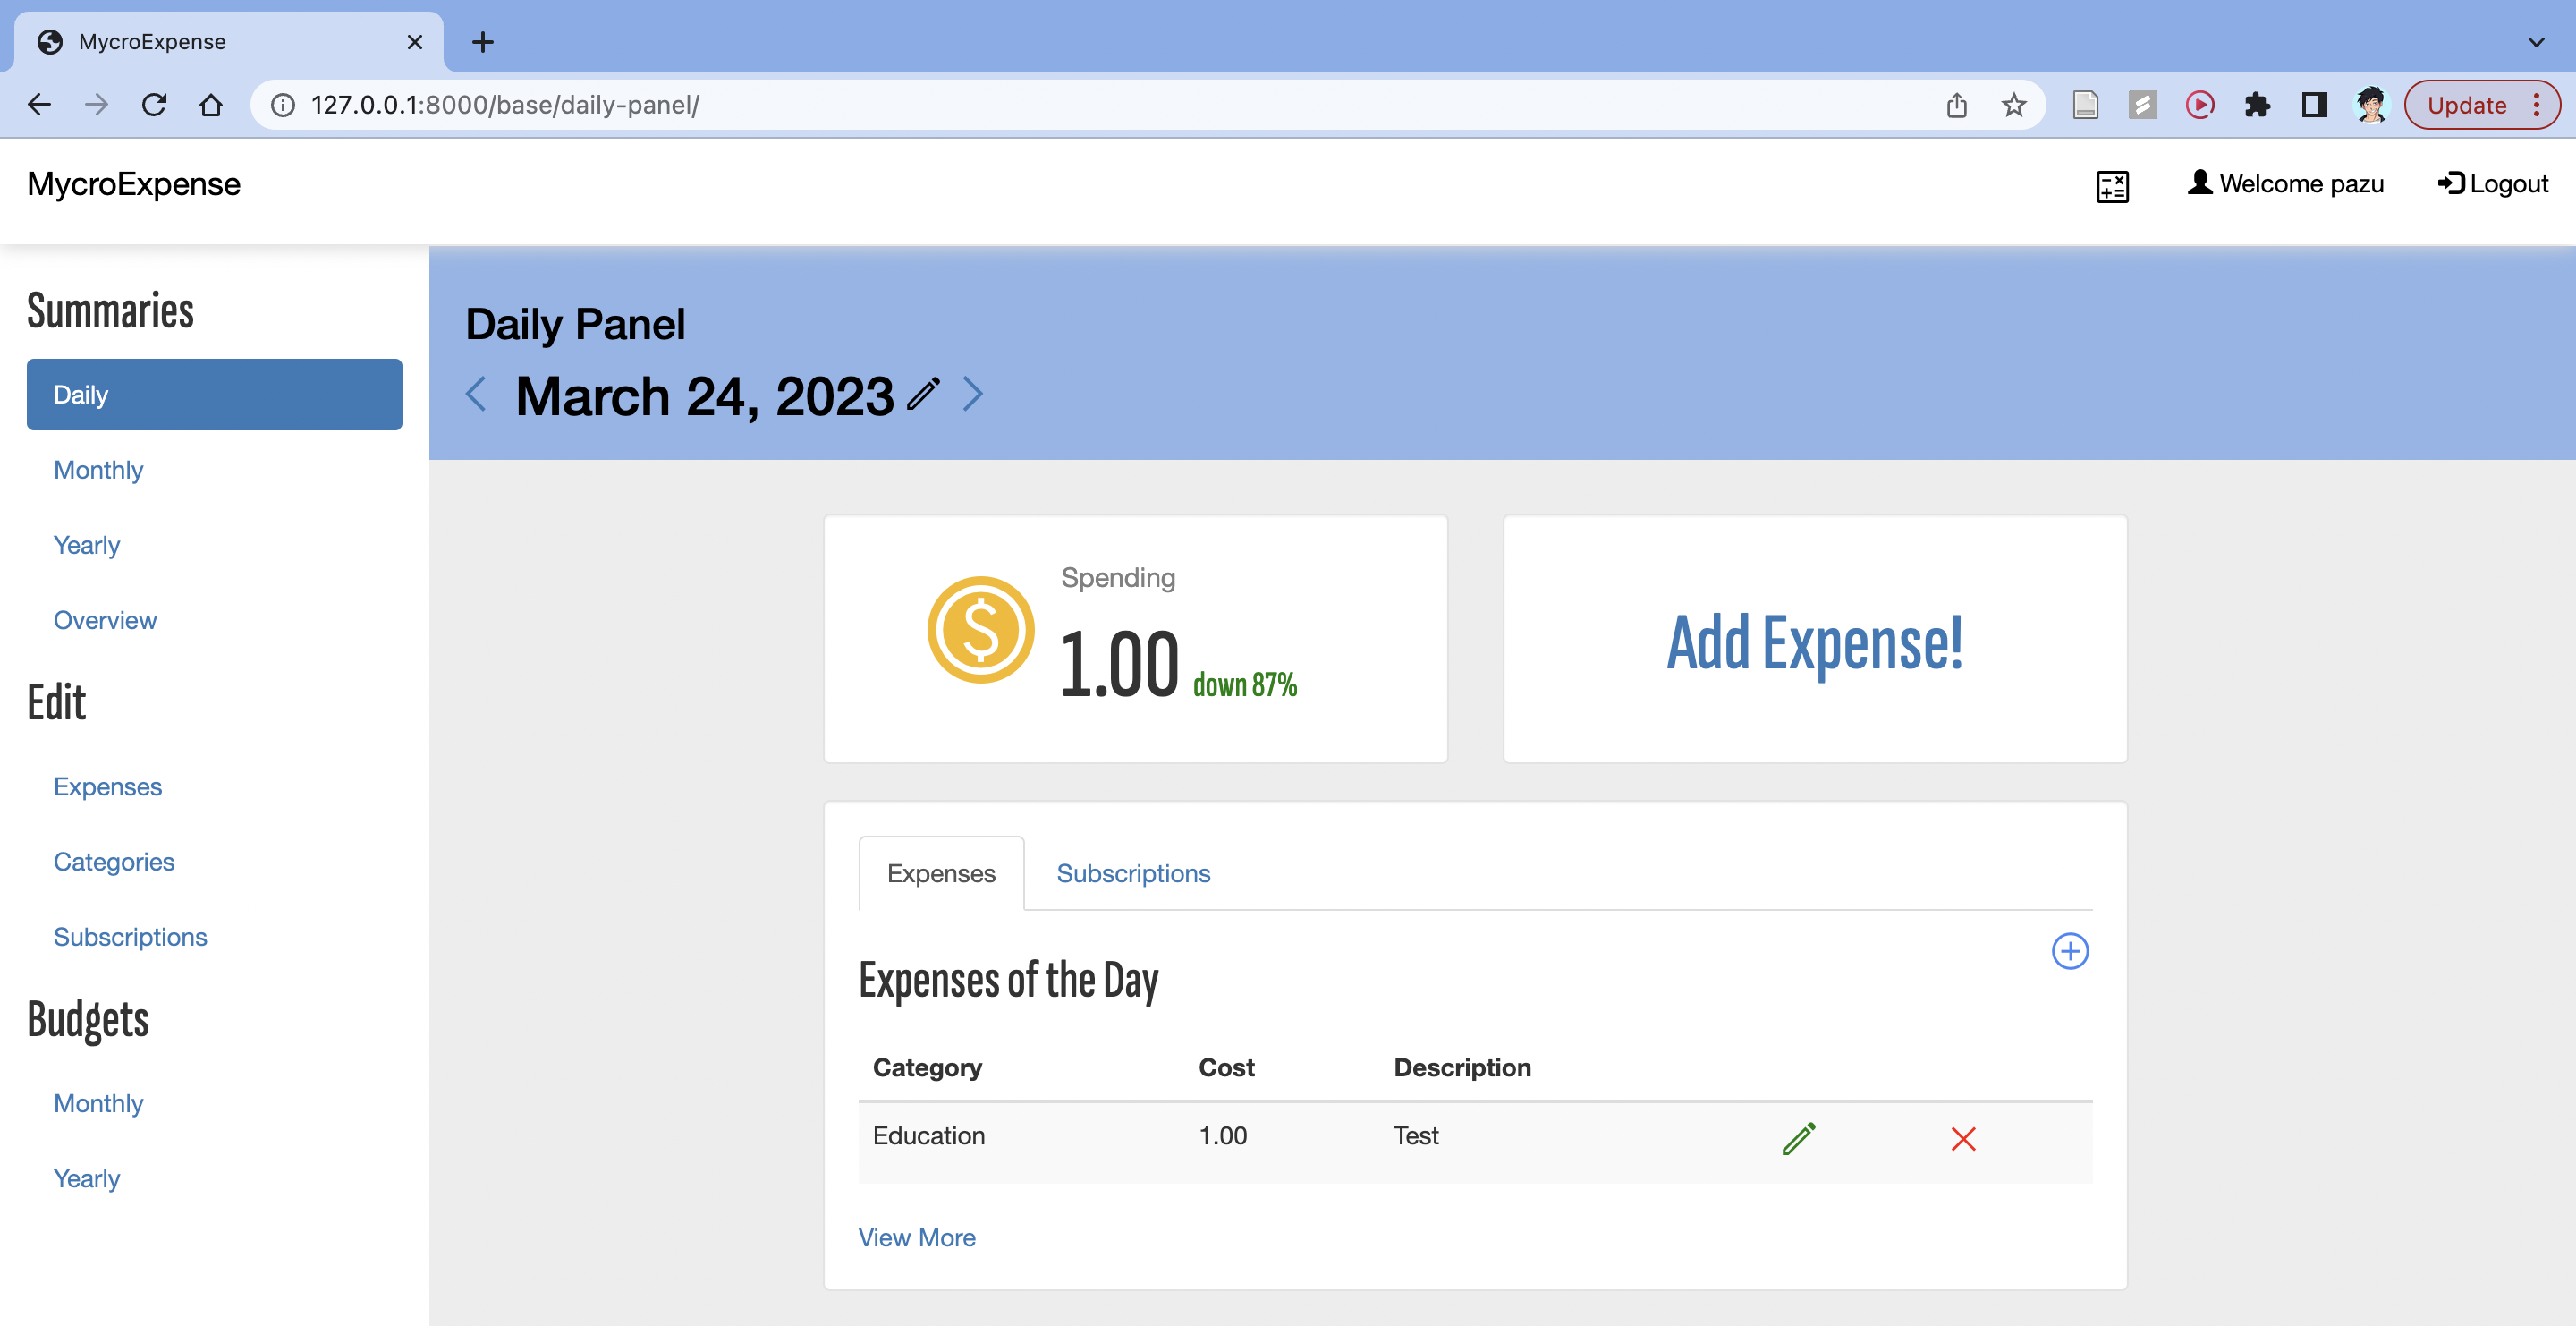 MycroExpense
127.0.0.1:8000/base/daily-panel/
Update
MycroExpense
Welcome pazu
Logout
Summaries
Daily
Monthly
Yearly
Overview
Edit
Expenses
Categories
Subscriptions
Budgets
Monthly
Yearly
Daily Panel
March 24, 2023
Spending
1.00 down 87%
Add Expense!
Expenses Subscriptions
Expenses of the Day
Category Cost Description
Education 1.00 Test
View More